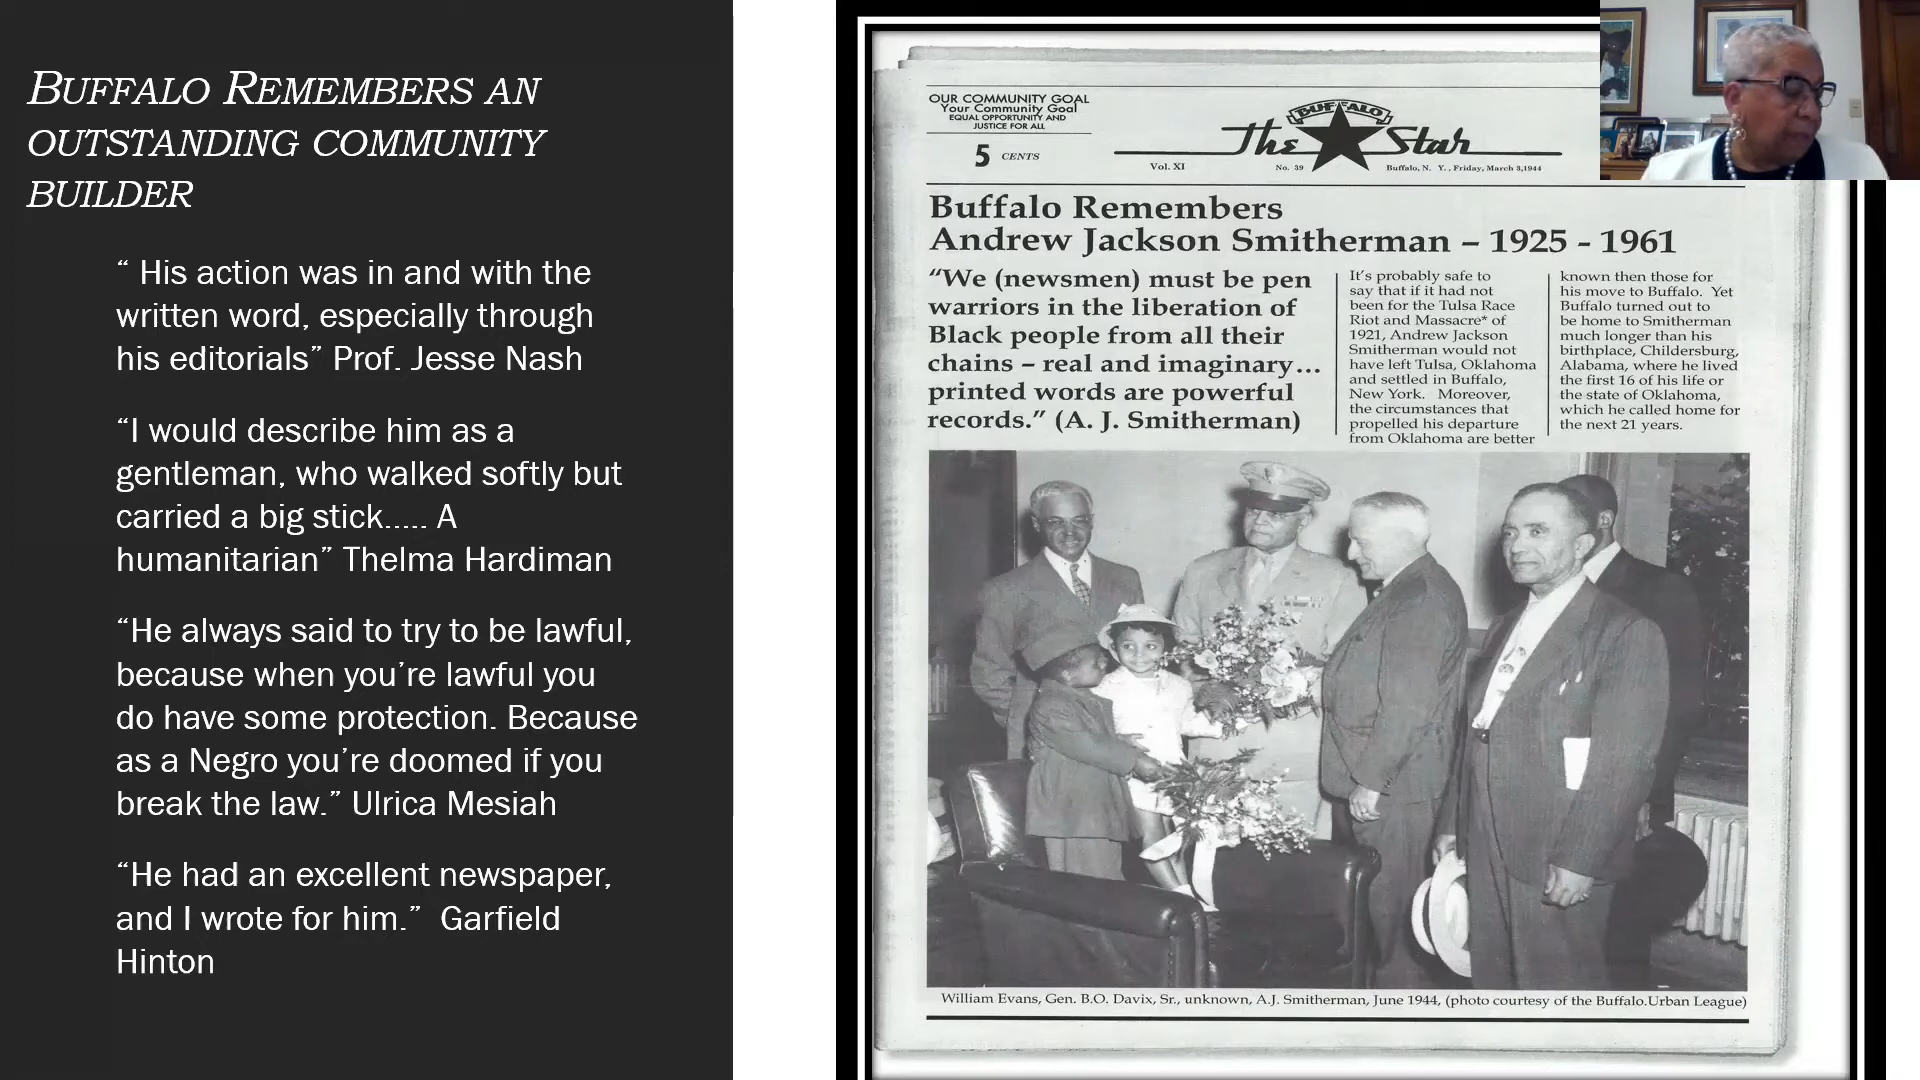 BUFFALO REMEMBERS AN
OUTSTANDING COMMUNITY
BUILDER
“ His action was in and with the
written word, especially through
his editorials” Prof. Jesse Nash
“I would describe him as a
gentleman, who walked softly but
carried a big stick..... A
humanitarian” Thelma Hardiman
“He always said to try to be lawful,
because when you’re lawful you
do have some protection. Because
as a Negro you’re doomed if you
break the law.” Ulrica Mesiah
“He had an excellent newspaper,
and I wrote for him.”  Garfield
Hinton
OUR COMMUNITY GOAL
Your Community Goal
EQUAL OPPORTUNITY AND
JUSTICE FOR ALL
5 CENTS
BUFFALO
The Star
Vol. XI No. 39 Buffalo, N. Y. , Friday, March 3,1944
Buffalo Remembers
Andrew Jackson Smitherman – 1925 - 1961
“We (newsmen) must be pen
warriors in the liberation of
Black people from all their
chains – real and imaginary…
printed words are powerful
records.” (A. J. Smitherman)
It’s probably safe to
say that if it had not
been for the Tulsa Race
Riot and Massacre* of
1921, Andrew Jackson
Smitherman would not
have left Tulsa, Oklahoma
and settled in Buffalo,
New York. Moreover,
the circumstances that
propelled his departure
from Oklahoma are better
known then those for
his move to Buffalo. Yet
Buffalo turned out to
be home to Smitherman
much longer than his
birthplace, Childersburg,
Alabama, where he lived
the first 16 of his life or
the state of Oklahoma,
which he called home for
the next 21 years.
William Evans, Gen. B.O. Davix, Sr., unknown, A.J. Smitherman, June 1944, (photo courtesy of the Buffalo.Urban League)